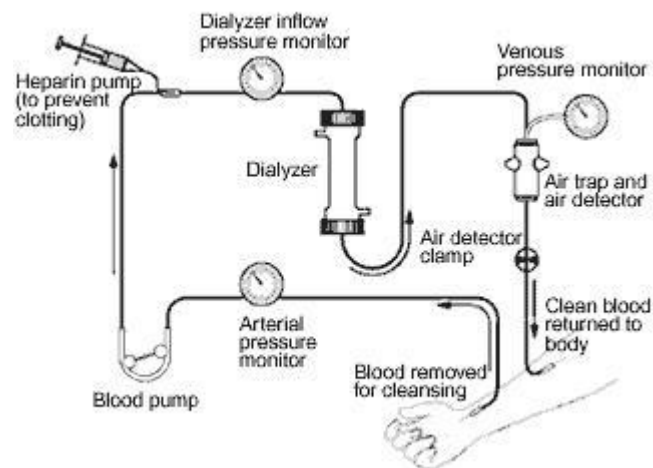 Dialyzer inflow
pressure monitor
Venous
pressure monitor
Heparin pump
(to prevent
clotting)
Dialyzer
Air trap and
air detector
Air detector
clamp
Arterial
pressure
monitor
Clean blood
returned to
body
Blood removed
for cleansing
Blood pump